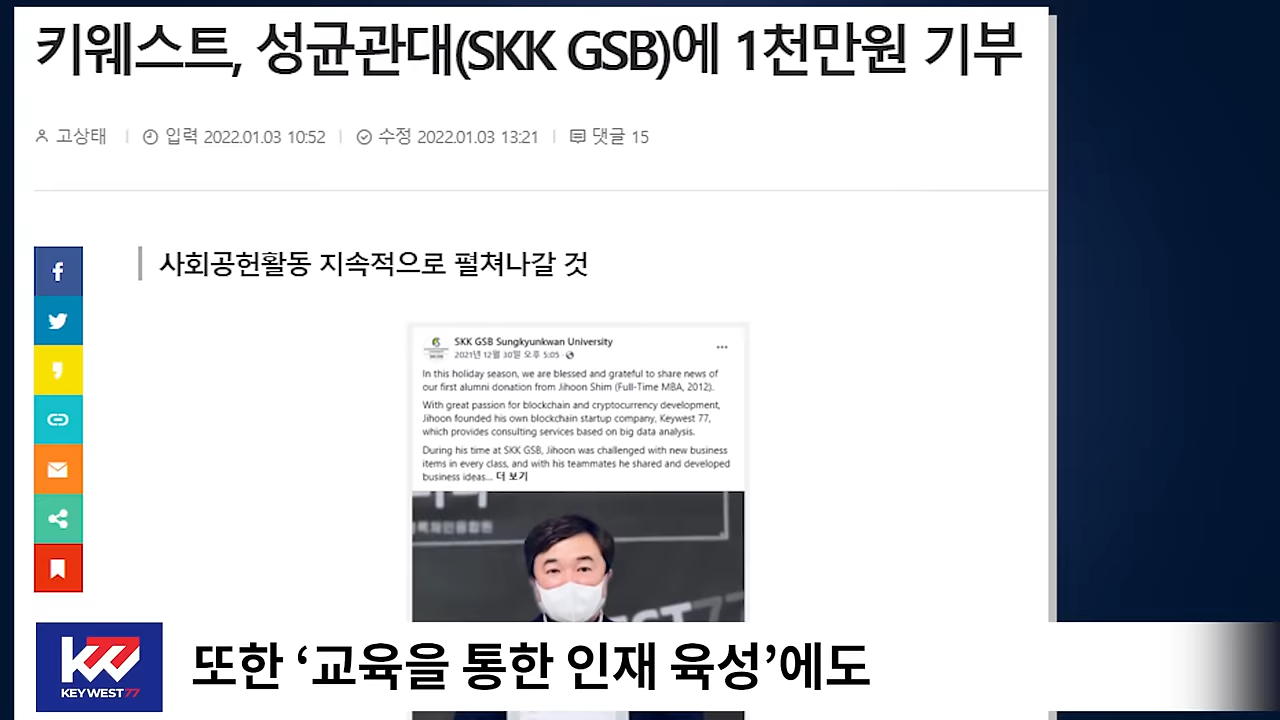 키웨스트, 성균관대(SKK GSB)에 1천만원 기부
고상태 입력 2022.01.03 10:52 수정 2022.01.03 13:21 댓글 15
사회공헌활동 지속적으로 펼쳐나갈 것
SKK GSB Sungkyunkwan University
2021년 12월 30일 오후 5:05
In this holiday season, we are blessed and grateful to share news of
our first alumni donation from Jihoon Shim (Full-Time MBA, 2012).
With great passion for blockchain and cryptocurrency development,
Jihoon founded his own blockchain startup company, Keywest 77,
which provides consulting services based on big data analysis.
During his time at SKK GSB, Jihoon was challenged with new business
items in every class, and with his teammates he shared and developed
business ideas... 더 보기
KEYWEST77
또한 ‘교육을 통한 인재 육성’에도